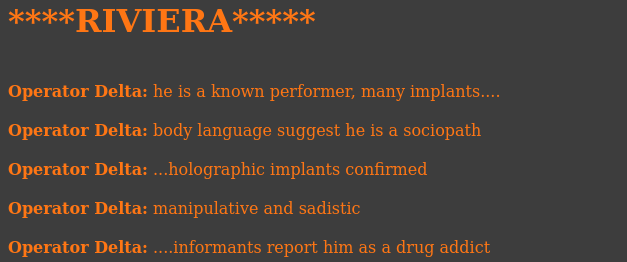 ****RIVIERA*****
Operator Delta: he is a known performer, many implants....
Operator Delta: body language suggest he is a sociopath
Operator Delta: ...holographic implants confirmed
Operator Delta: manipulative and sadistic
Operator Delta: ....informants report him as a drug addict